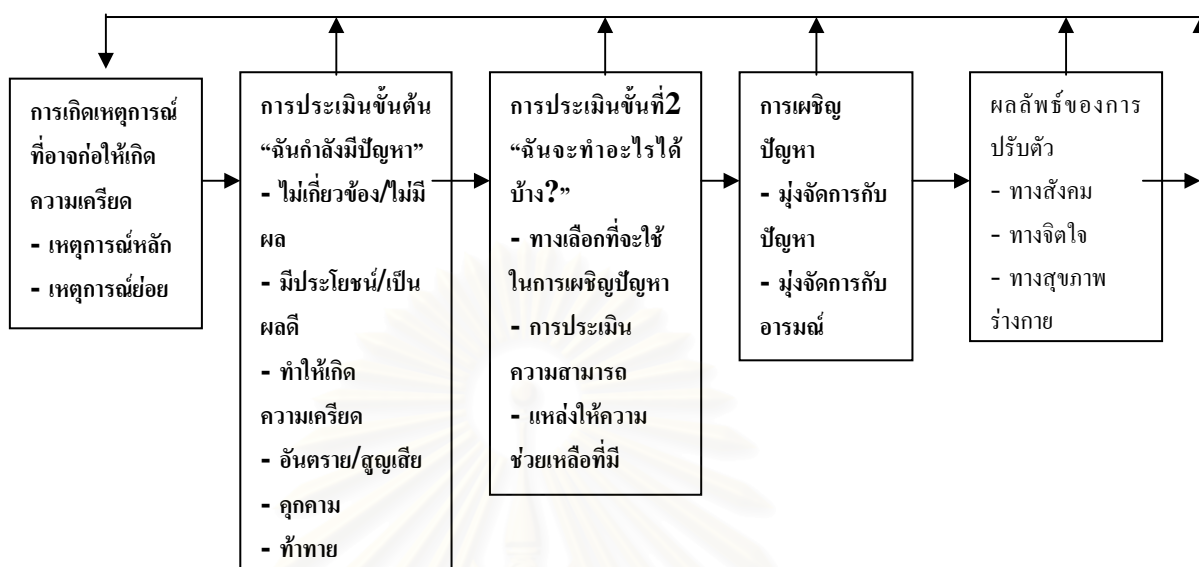 การเกิดเหตุการณ์
ที่อาจก่อให้เกิด
ความเครียด
- เหตุการณ์หลัก
- เหตุการณ์ย่อย
การประเมินขั้นต้น
“ฉันกำลังมีปัญหา”
- ไม่เกี่ยวข้อง/ไม่มี
ผล
- มีประโยชน์/เป็น
ผลดี
- ทำให้เกิด
ความเครียด
- อันตราย/สูญเสีย
- คุกคาม
- ท้าทาย
การประเมินขั้นที่2
“ฉันจะทำอะไรได้
บ้าง?”
- ทางเลือกที่จะใช้
ในการเผชิญปัญหา
- การประเมิน
ความสามารถ
- แหล่งให้ความ
ช่วยเหลือที่มี
การเผชิญ
ปัญหา
- มุ่งจัดการกับ
ปัญหา
- มุ่งจัดการกับ
อารมณ์
ผลลัพธ์ของการ
ปรับตัว
- ทางสังคม
- ทางจิตใจ
- ทางสุขภาพ
ร่างกาย